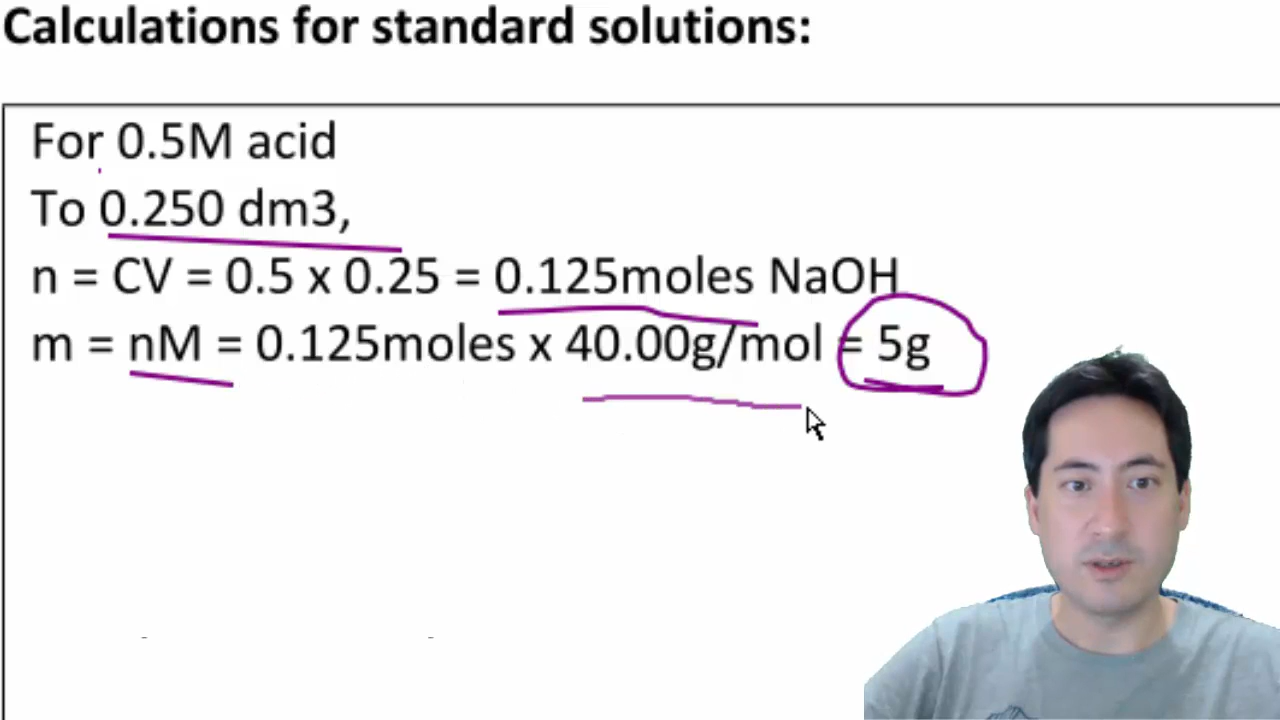 Calculations for standard solutions:
For 0.5M acid
To 0.250 dm3,
n = CV = 0.5 x 0.25 = 0.125moles NaOH
m = nM = 0.125moles x 40.00g/mol = 5g